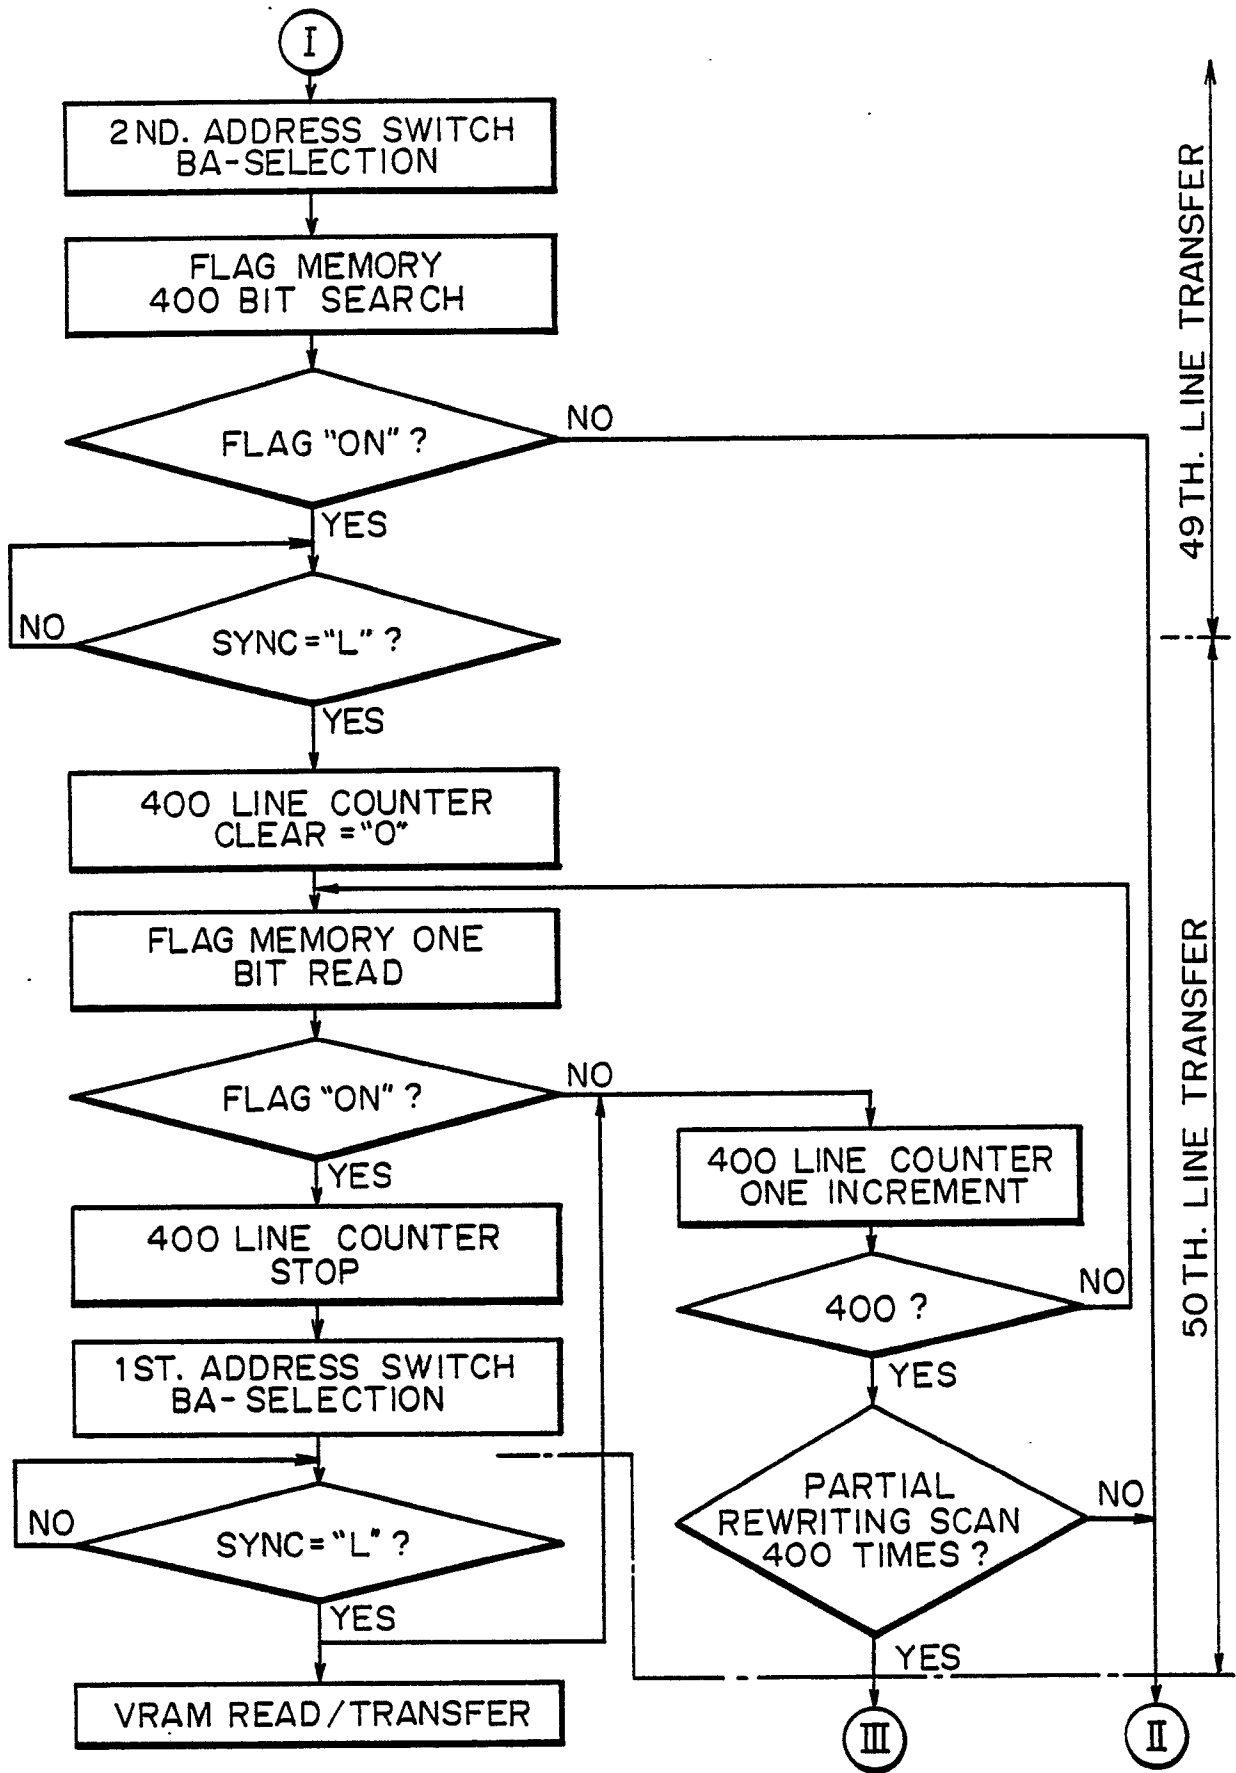 I
2ND. ADDRESS SWITCH
BA-SELECTION
FLAG MEMORY
400 BIT SEARCH
FLAG "ON" ?
NO
YES
SYNC="L" ?
NO
YES
49TH. LINE TRANSFER
400 LINE COUNTER
CLEAR ="0"
FLAG MEMORY ONE
BIT READ
FLAG "ON" ?
NO
YES
400 LINE COUNTER
ONE INCREMENT
400 LINE COUNTER
STOP
400 ?
NO
YES
1ST. ADDRESS SWITCH
BA-SELECTION
SYNC="L" ?
NO
YES
PARTIAL
REWRITING SCAN
400 TIMES ?
NO
YES
50TH. LINE TRANSFER
VRAM READ/TRANSFER
III
II